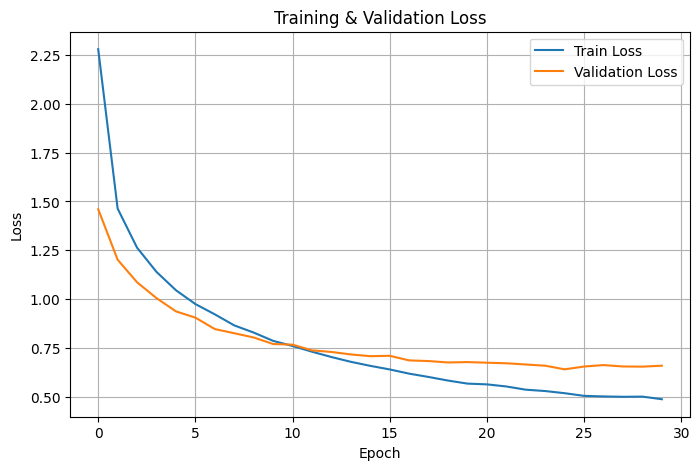 Training & Validation Loss
Train Loss
Validation Loss
2.25
2.00
1.75
1.50
1.25
1.00
0.75
0.50
Loss
0 5 10 15 20 25 30
Epoch